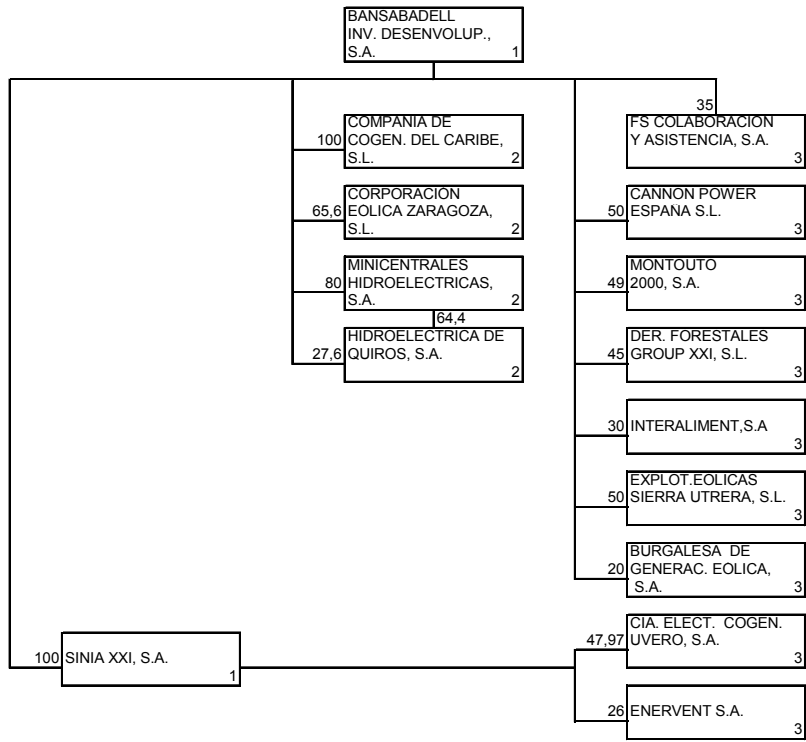 BANSABADELL
INV. DESENVOLUP.,
S.A.
1
35
FS COLABORACION
Y ASISTENCIA, S.A.
3
100
COMPAÑIA DE
COGEN. DEL CARIBE,
S.L.
2
65,6
CORPORACIÓN
EOLICA ZARAGOZA,
S.L.
2
50
CANNON POWER
ESPAÑA S.L.
3
80
MINICENTRALES
HIDROELECTRICAS,
S.A.
2
49
MONTOUTO
2000, S.A.
3
64,4
27,6
HIDROELECTRICA DE
QUIROS, S.A.
2
45
DER. FORESTALES
GROUP XXI, S.L.
3
30
INTERALIMENT,S.A
3
50
EXPLOT.EOLICAS
SIERRA UTRERA, S.L.
3
20
BURGALESA DE
GENERAC. EOLICA,
S.A.
3
100
SINIA XXI, S.A.
1
47,97
CIA. ELECT. COGEN.
UVERO, S.A.
3
26
ENERVENT S.A.
3